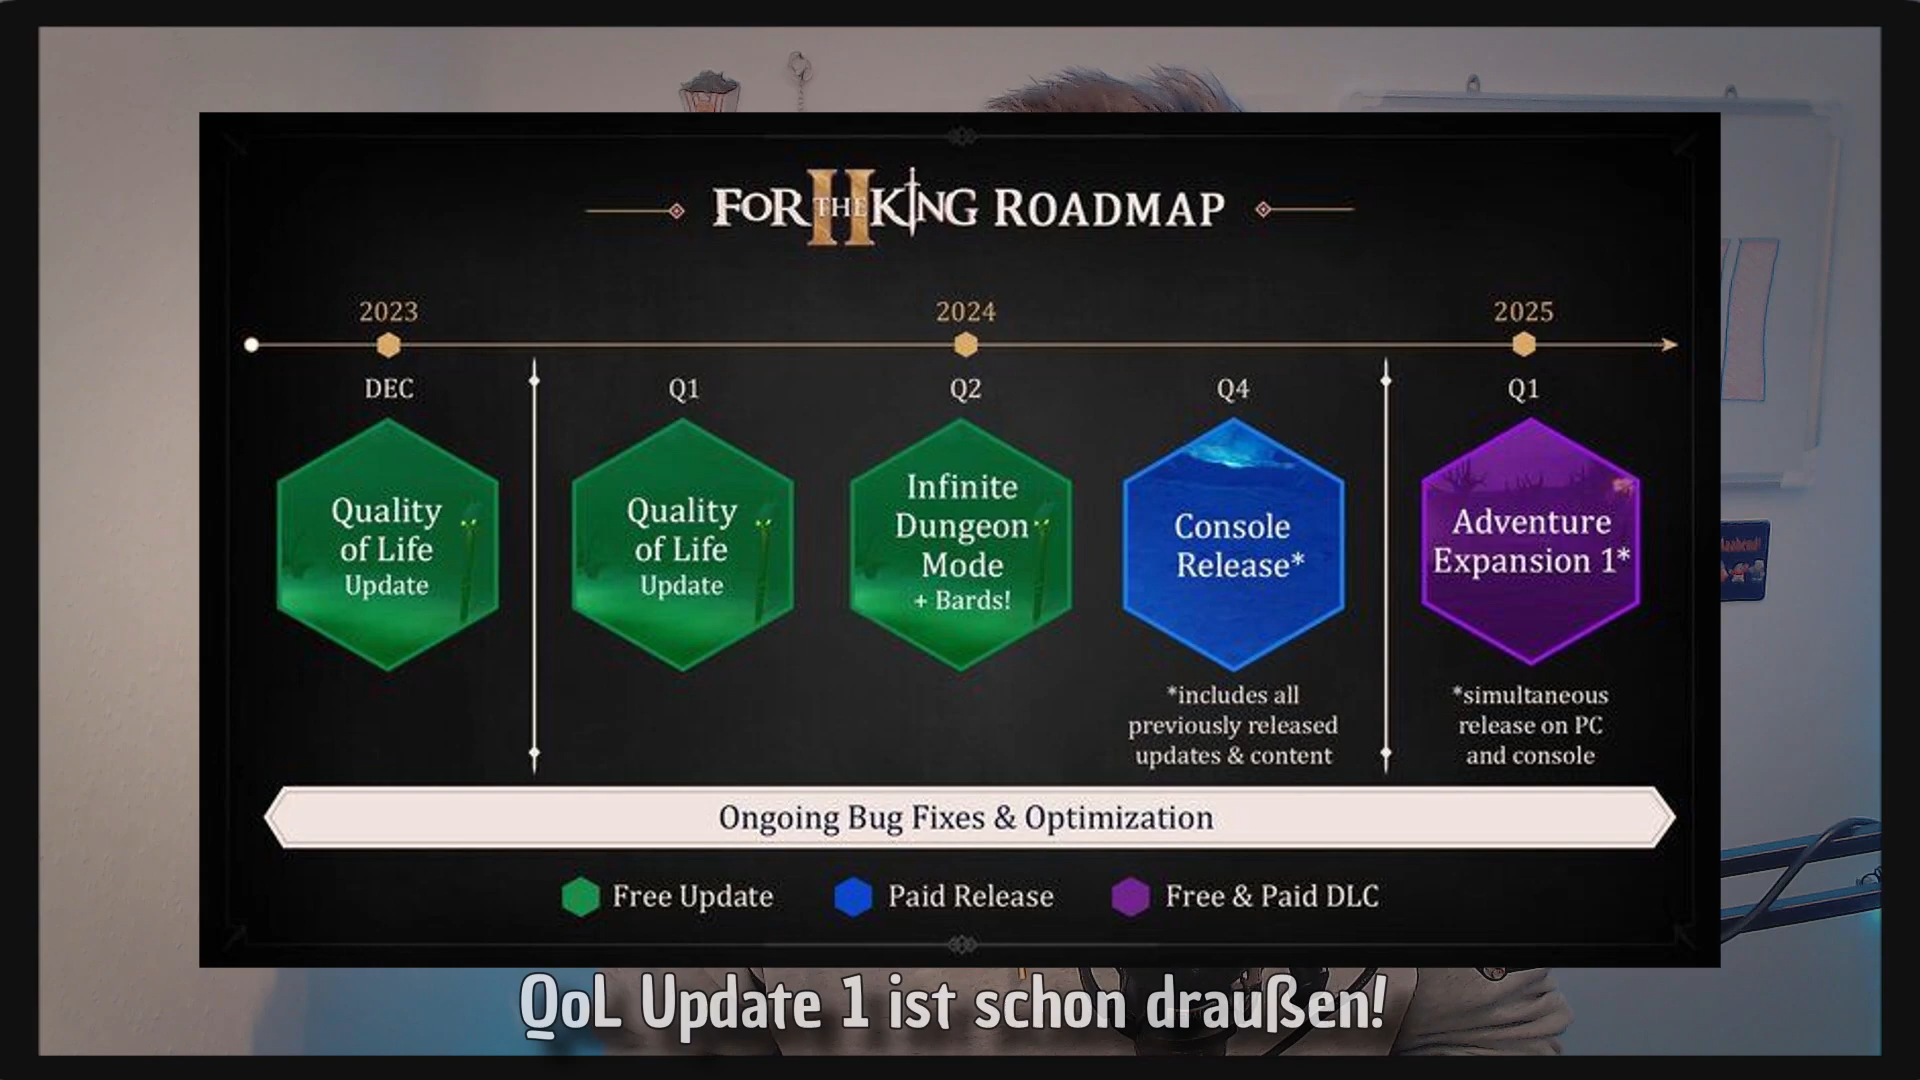 FOR THE KING II ROADMAP
2023
2024
2025
DEC
Q1
Q2
Q4
Q1
Quality
of Life
Update
Quality
of Life
Update
Infinite
Dungeon
Mode
+ Bards!
Console
Release*
Adventure
Expansion 1*
*includes all
previously released
updates & content
*simultaneous
release on PC
and console
Ongoing Bug Fixes & Optimization
Free Update
Paid Release
Free & Paid DLC
QoL Update 1 ist schon draußen!